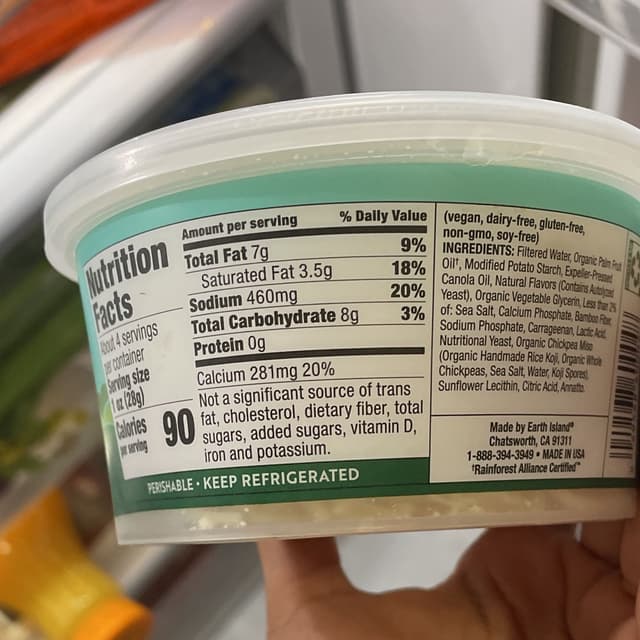 Nutrition
Facts
About 4 servings
per container
Serving size
1 oz (28g)
Calories
per serving
90
Amount per serving % Daily Value
Total Fat 7g 9%
Saturated Fat 3.5g 18%
Sodium 460mg 20%
Total Carbohydrate 8g 3%
Protein 0g
Calcium 281mg 20%
Not a significant source of trans
fat, cholesterol, dietary fiber, total
sugars, added sugars, vitamin D,
iron and potassium.
PERISHABLE • KEEP REFRIGERATED
(vegan, dairy-free, gluten-free,
non-gmo, soy-free)
INGREDIENTS: Filtered Water, Organic Palm Fruit
Oil†, Modified Potato Starch, Expeller-Pressed
Canola Oil, Natural Flavors (Contains Autolyzed
Yeast), Organic Vegetable Glycerin, Less than 2%
of: Sea Salt, Calcium Phosphate, Bamboo Fiber,
Sodium Phosphate, Carrageenan, Lactic Acid,
Nutritional Yeast, Organic Chickpea Miso
(Organic Handmade Rice Koji, Organic Whole
Chickpeas, Sea Salt, Water, Koji Spores),
Sunflower Lecithin, Citric Acid, Annatto.
Made by Earth Island®
Chatsworth, CA 91311
1-888-394-3949 • MADE IN USA
†Rainforest Alliance Certified™